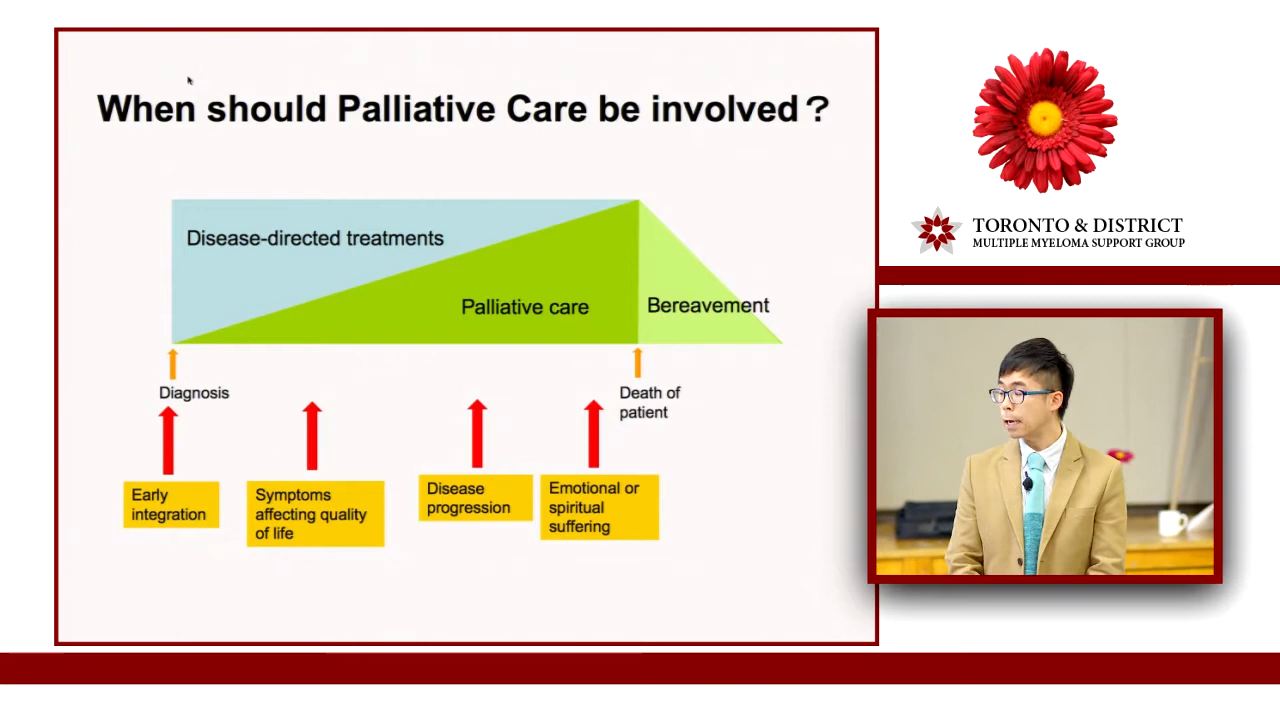 When should Palliative Care be involved ?
Disease-directed treatments
Palliative care
Bereavement
Diagnosis
Death of
patient
Early
integration
Symptoms
affecting quality
of life
Disease
progression
Emotional or
spiritual
suffering
TORONTO & DISTRICT
MULTIPLE MYELOMA SUPPORT GROUP